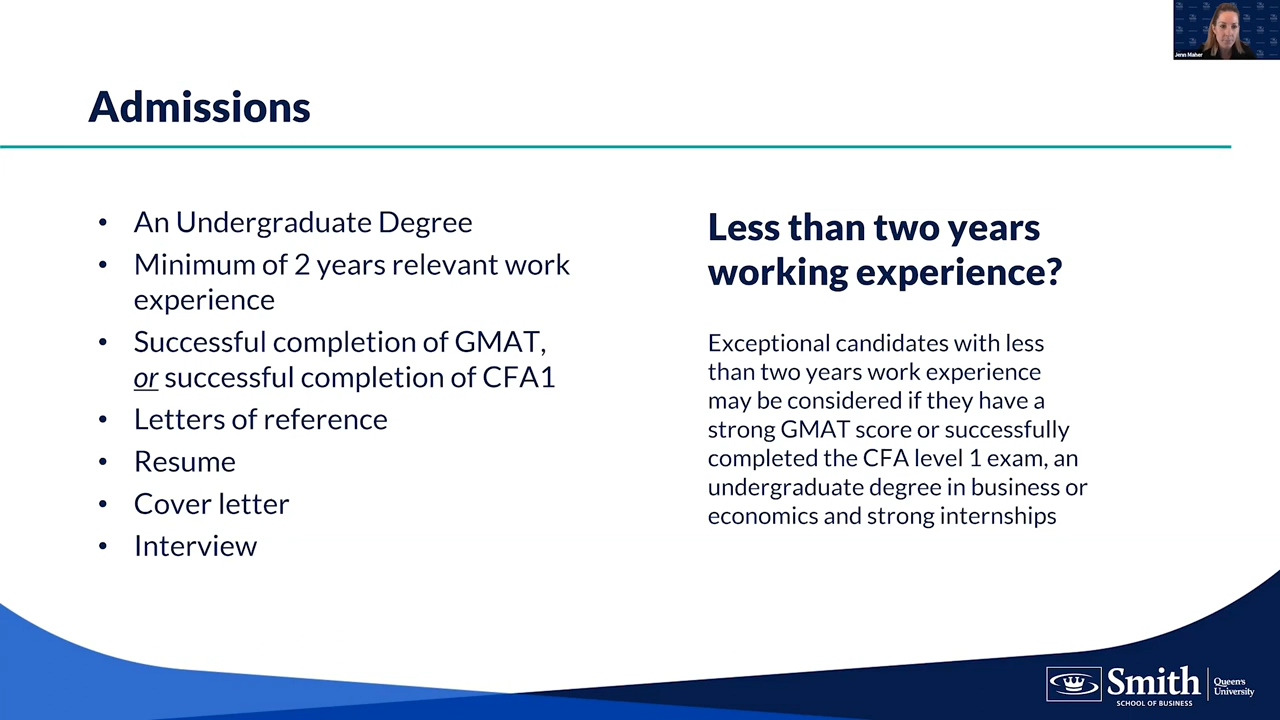 Jenn Maher
Admissions
• An Undergraduate Degree
• Minimum of 2 years relevant work
experience
• Successful completion of GMAT,
or successful completion of CFA1
• Letters of reference
• Resume
• Cover letter
• Interview
Less than two years
working experience?
Exceptional candidates with less
than two years work experience
may be considered if they have a
strong GMAT score or successfully
completed the CFA level 1 exam, an
undergraduate degree in business or
economics and strong internships
Smith
SCHOOL OF BUSINESS
Queen's
University